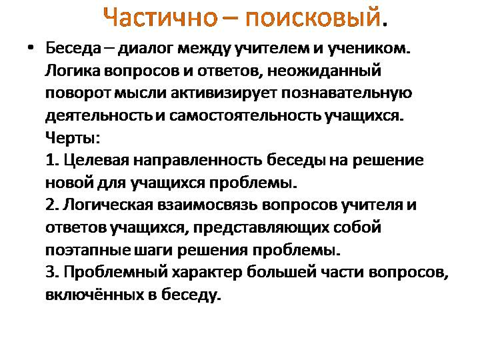 Частично – поисковый.
• Беседа – диалог между учителем и учеником.
Логика вопросов и ответов, неожиданный
поворот мысли активизирует познавательную
деятельность и самостоятельность учащихся.
Черты:
1. Целевая направленность беседы на решение
новой для учащихся проблемы.
2. Логическая взаимосвязь вопросов учителя и
ответов учащихся, представляющих собой
поэтапные шаги решения проблемы.
3. Проблемный характер большей части вопросов,
включённых в беседу.